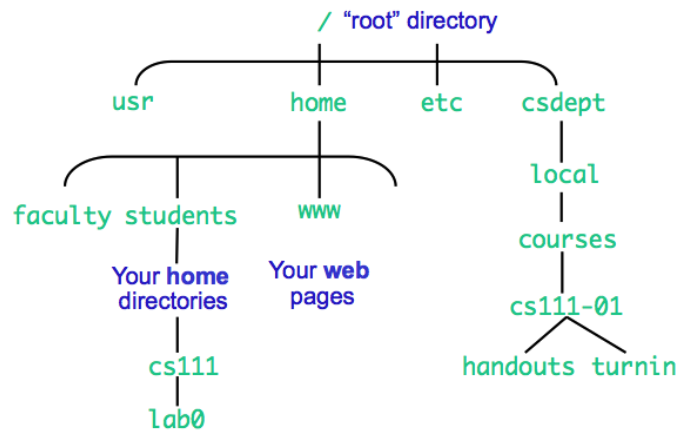 / “root” directory
usr home etc csdept
local
faculty students www
courses
Your home
directories
Your web
pages
cs111-01
cs111
handouts turnin
lab0